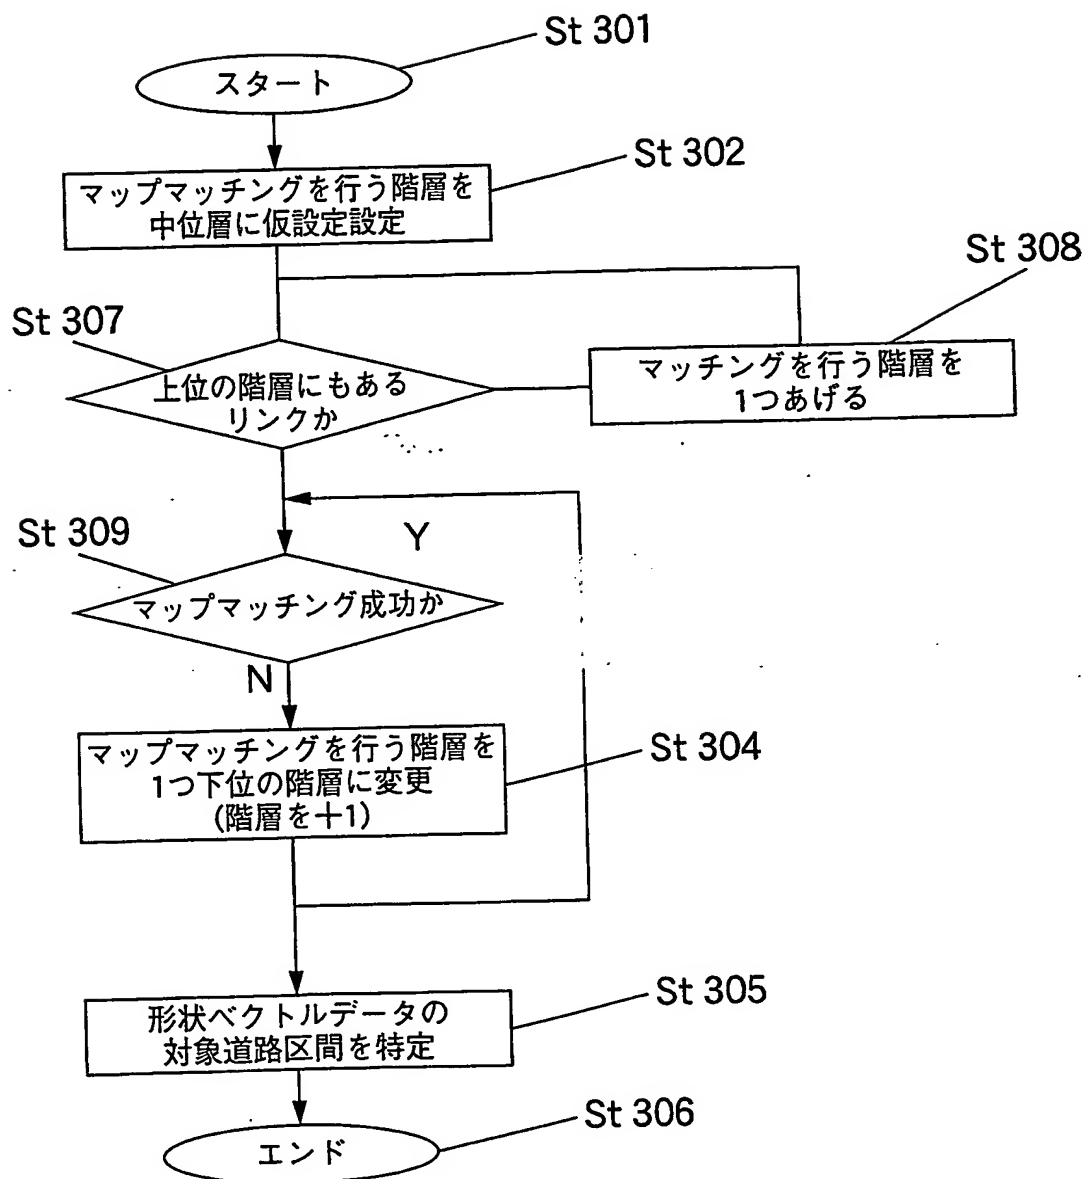 St 301
スタート
St 302
マップマッチングを行う階層を
中位層に仮設定設定
St 308
St 307
マッチングを行う階層を
1つあげる
上位の階層にもある
リンクか
St 309
Y
マップマッチング成功か
N
マップマッチングを行う階層を
1つ下位の階層に変更
(階層を+1)
St 304
St 305
形状ベクトルデータの
対象道路区間を特定
St 306
エンド